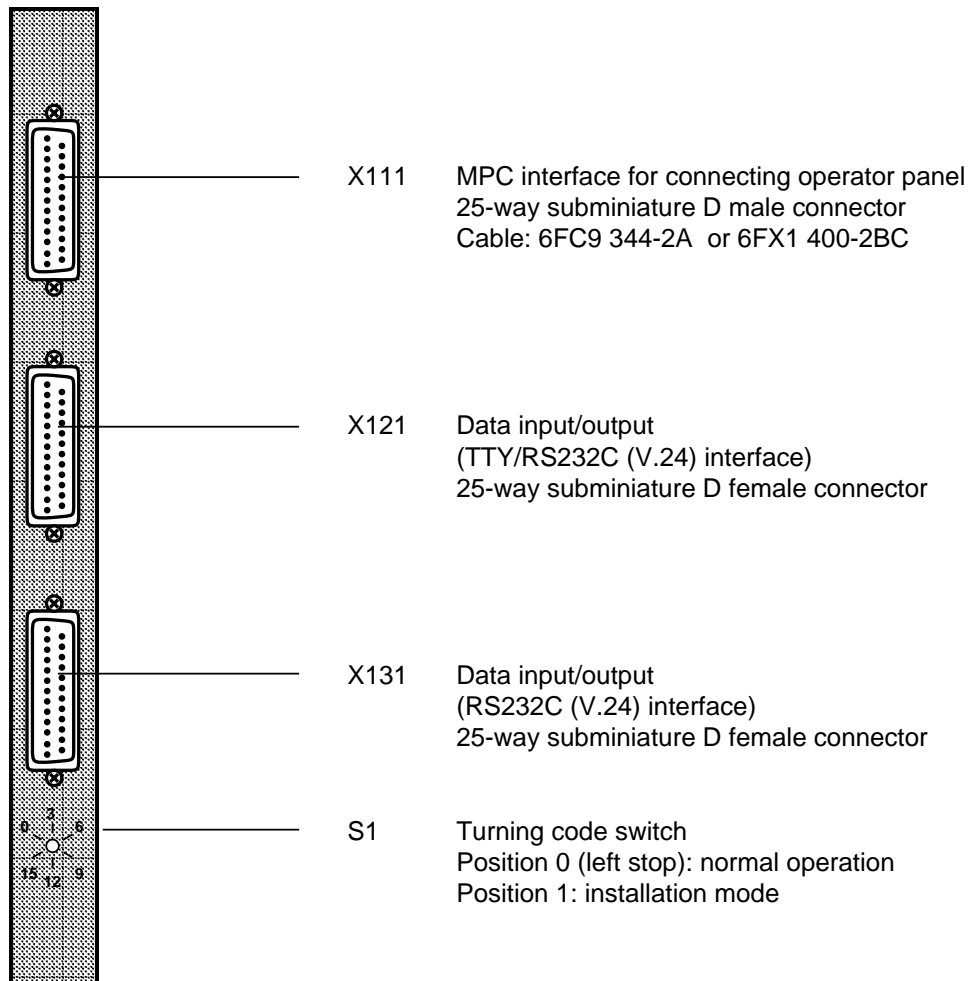 X111 MPC interface for connecting operator panel
25-way subminiature D male connector
Cable: 6FC9 344-2A or 6FX1 400-2BC
X121 Data input/output
(TTY/RS232C (V.24) interface)
25-way subminiature D female connector
X131 Data input/output
(RS232C (V.24) interface)
25-way subminiature D female connector
3
0 6
15 9
12
S1 Turning code switch
Position 0 (left stop): normal operation
Position 1: installation mode